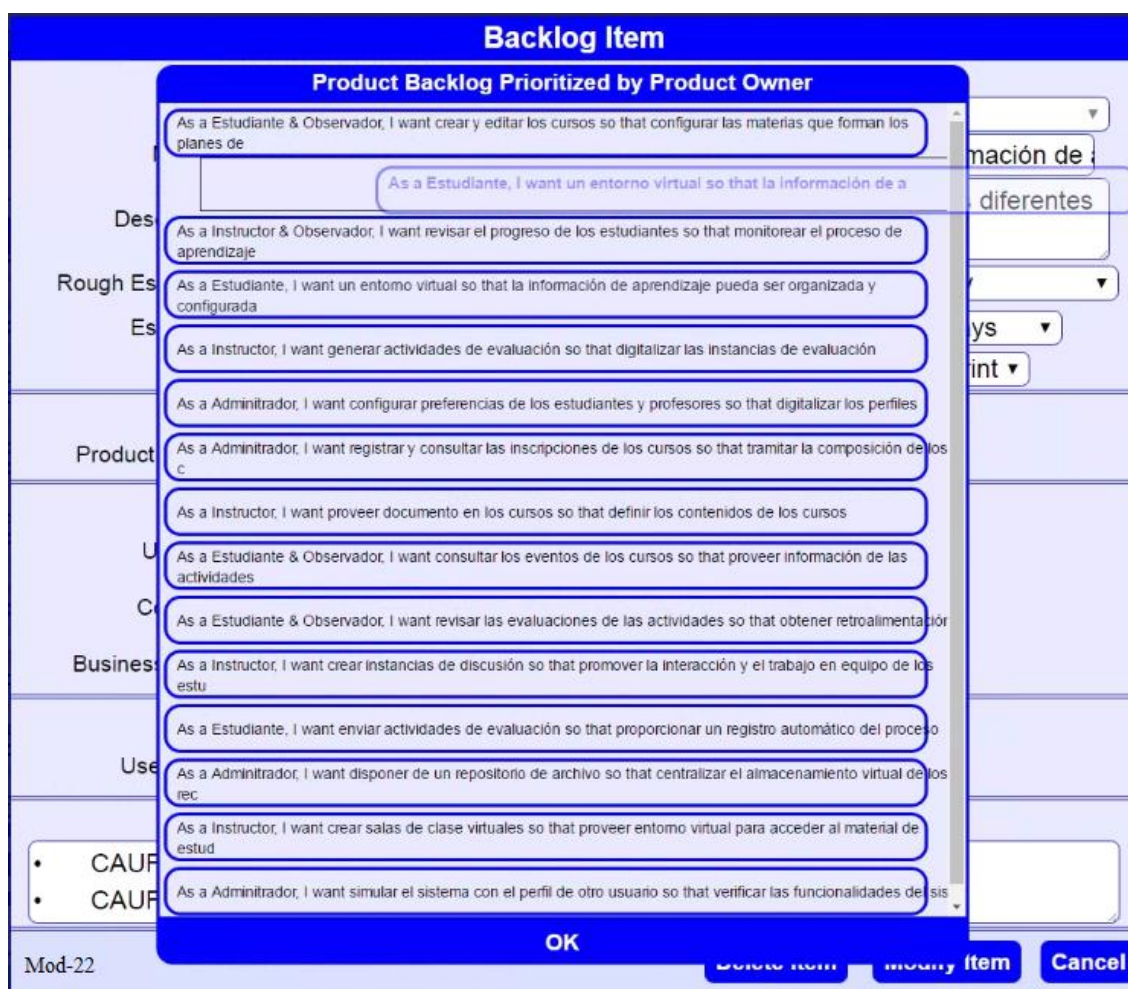 Backlog Item
Product Backlog Prioritized by Product Owner
As a Estudiante & Observador, I want crear y editar los cursos so that configurar las materias que forman los
planes de
mación de a
As a Estudiante, I want un entorno virtual so that la información de a
diferentes
Des
As a Instructor & Observador, I want revisar el progreso de los estudiantes so that monitorear el proceso de
aprendizaje
Rough Es
As a Estudiante, I want un entorno virtual so that la información de aprendizaje pueda ser organizada y
configurada
Es
ys
As a Instructor, I want generar actividades de evaluación so that digitalizar las instancias de evaluación
int
As a Adminitrador, I want configurar preferencias de los estudiantes y profesores so that digitalizar los perfiles
Product
As a Adminitrador, I want registrar y consultar las inscripciones de los cursos so that tramitar la composición de los
c
As a Instructor, I want proveer documento en los cursos so that definir los contenidos de los cursos
U
As a Estudiante & Observador, I want consultar los eventos de los cursos so that proveer información de las
actividades
C
As a Estudiante & Observador, I want revisar las evaluaciones de las actividades so that obtener retroalimentación
Business
As a Instructor, I want crear instancias de discusión so that promover la interacción y el trabajo en equipo de los
estu
As a Estudiante, I want enviar actividades de evaluación so that proporcionar un registro automático del proceso
Use
As a Adminitrador, I want disponer de un repositorio de archivo so that centralizar el almacenamiento virtual de los
rec
As a Instructor, I want crear salas de clase virtuales so that proveer entorno virtual para acceder al material de
estud
• CAUF
• CAUF
As a Adminitrador, I want simular el sistema con el perfil de otro usuario so that verificar las funcionalidades del sis
OK
Mod-22
Delete Item
Modify Item
Cancel